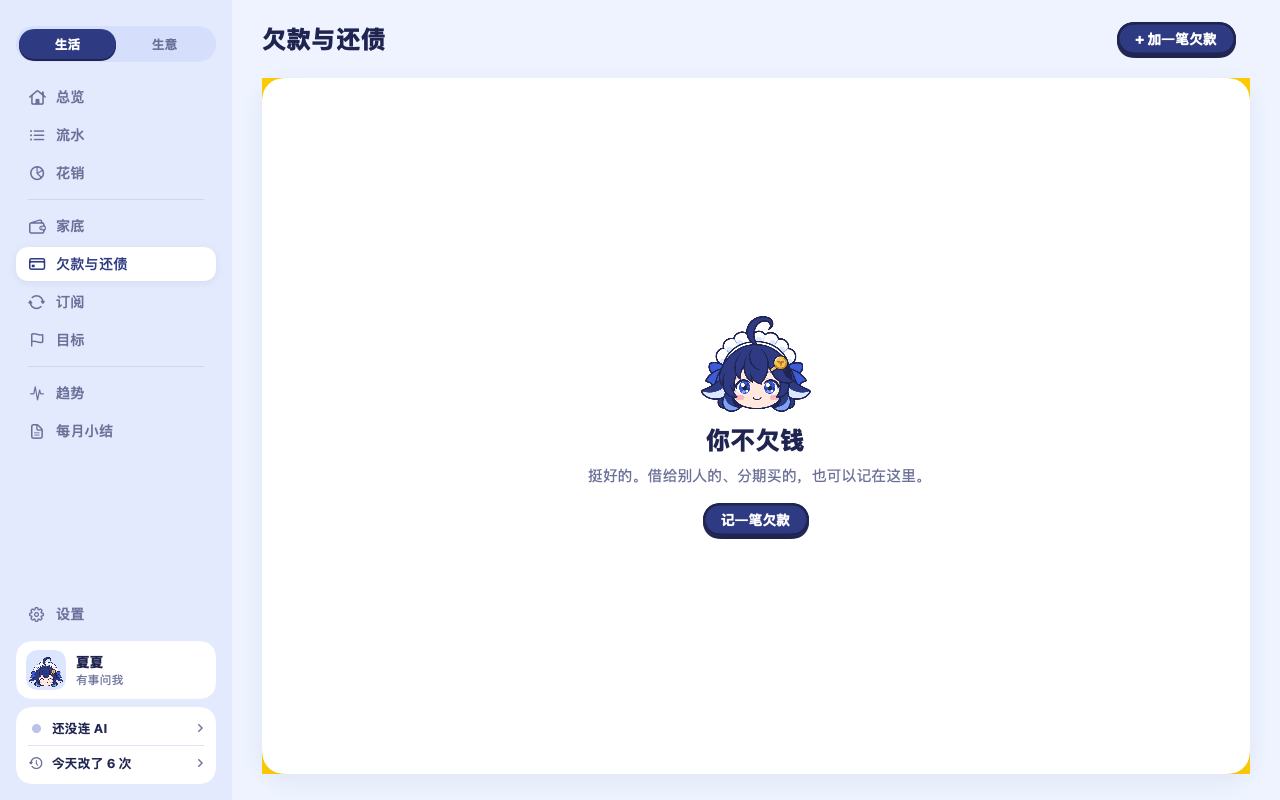 生活
生意
总览
流水
花销
家底
欠款与还债
订阅
目标
趋势
每月小结
设置
夏夏
有事问我
还没连 AI
今天改了 6 次
欠款与还债
+ 加一笔欠款
你不欠钱
挺好的。借给别人的、分期买的，也可以记在这里。
记一笔欠款